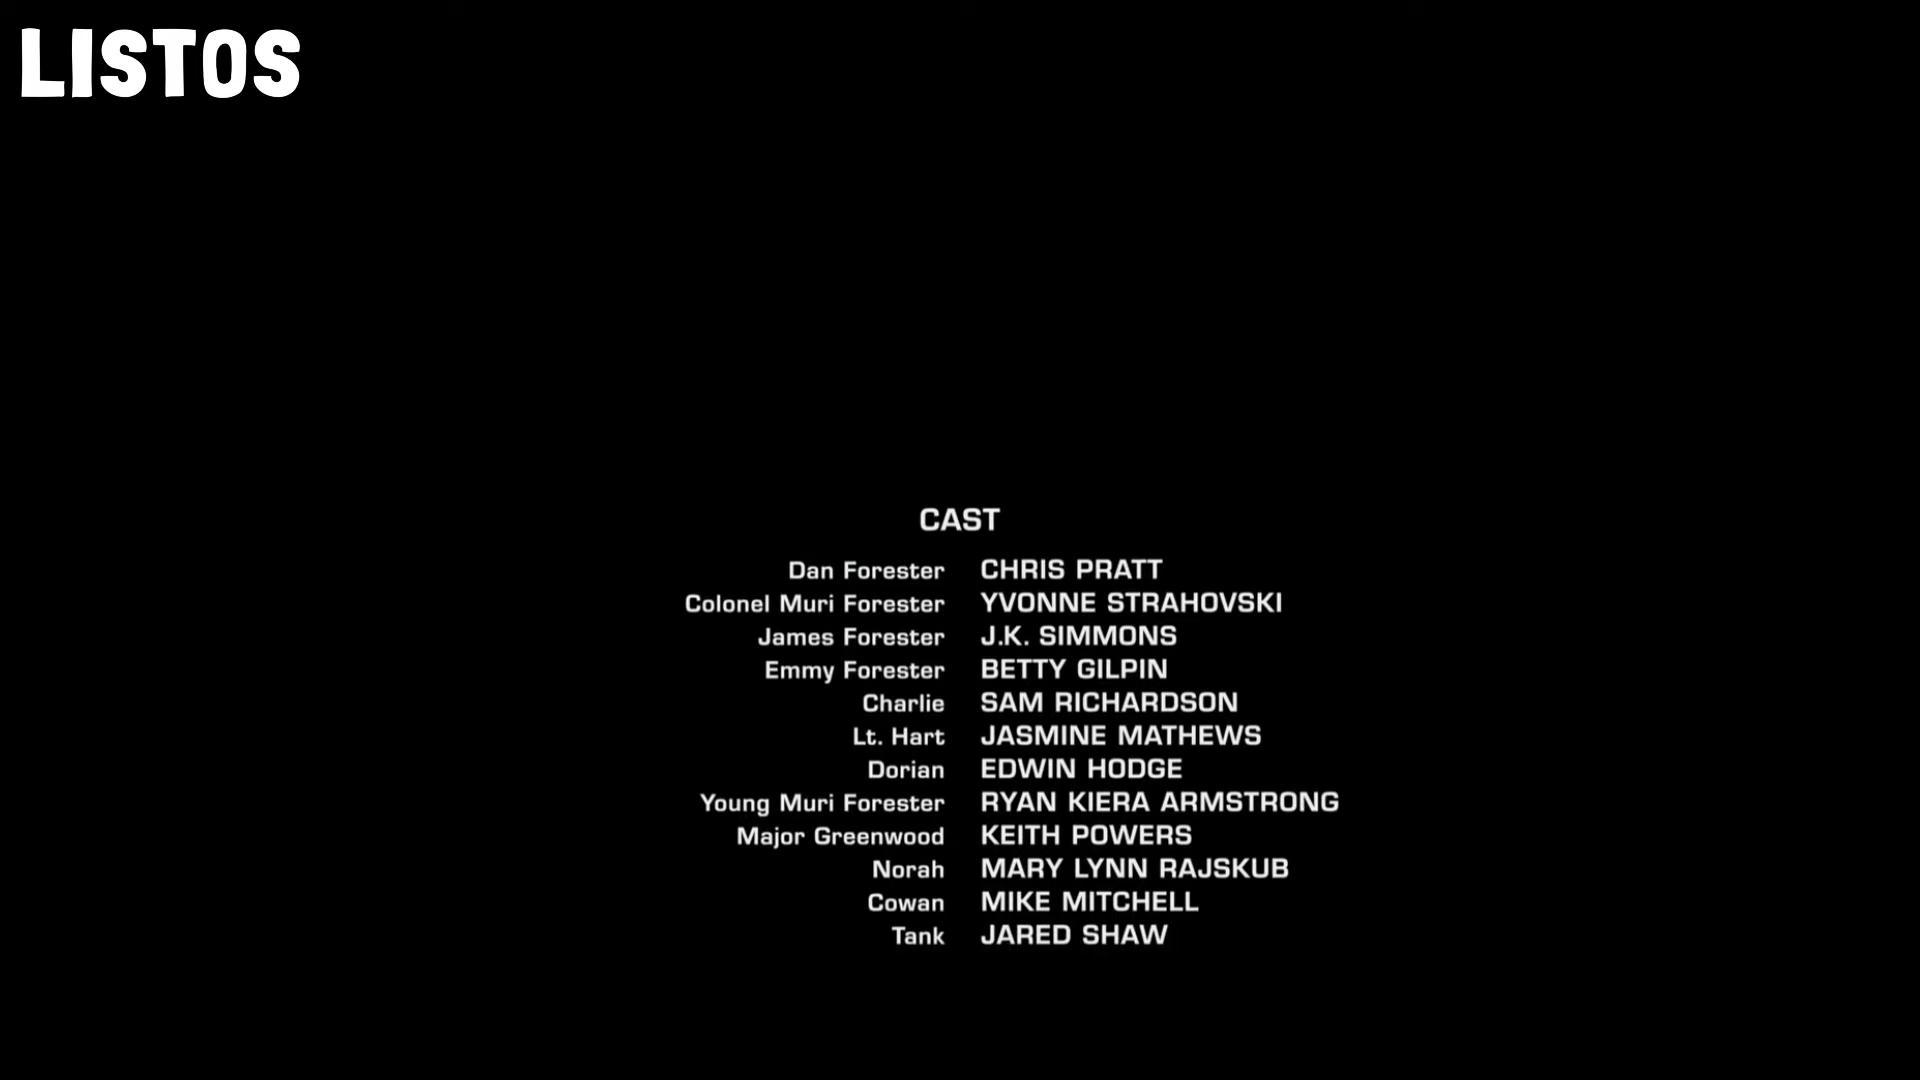 LISTOS
CAST
Dan Forester CHRIS PRATT
Colonel Muri Forester YVONNE STRAHOVSKI
James Forester J.K. SIMMONS
Emmy Forester BETTY GILPIN
Charlie SAM RICHARDSON
Lt. Hart JASMINE MATHEWS
Dorian EDWIN HODGE
Young Muri Forester RYAN KIERA ARMSTRONG
Major Greenwood KEITH POWERS
Norah MARY LYNN RAJSKUB
Cowan MIKE MITCHELL
Tank JARED SHAW